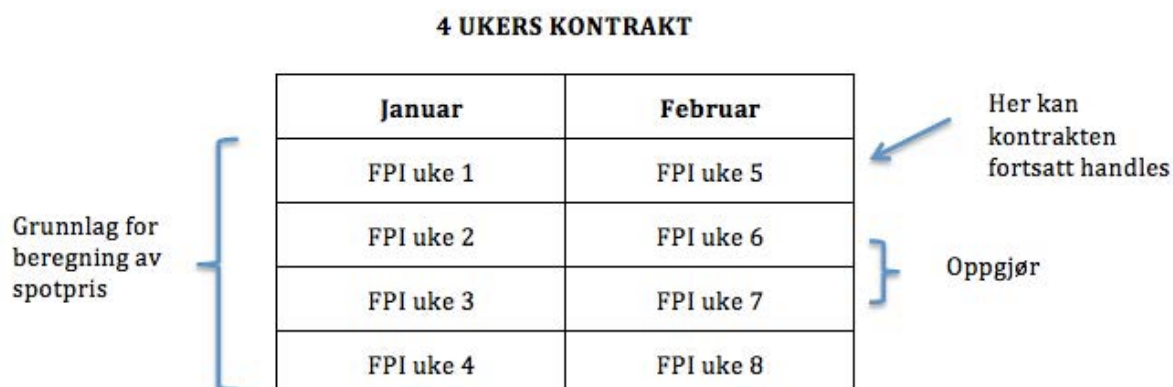 4 UKERS KONTRAKT
Januar Februar
FPI uke 1 FPI uke 5
FPI uke 2 FPI uke 6
FPI uke 3 FPI uke 7
FPI uke 4 FPI uke 8
Grunnlag for
beregning av
spotpris
Her kan
kontrakten
fortsatt handles
Oppgjør